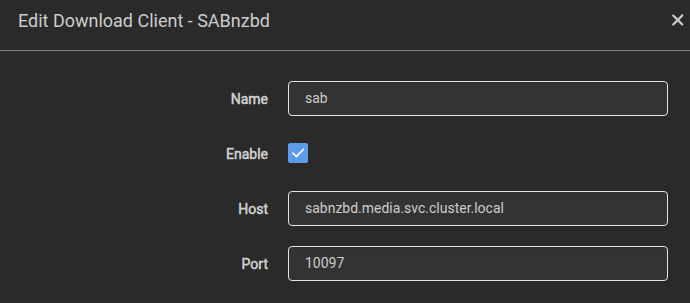 Edit Download Client - SABnzbd
Name
sab
Enable
Host
sabnzbd.media.svc.cluster.local
Port
10097